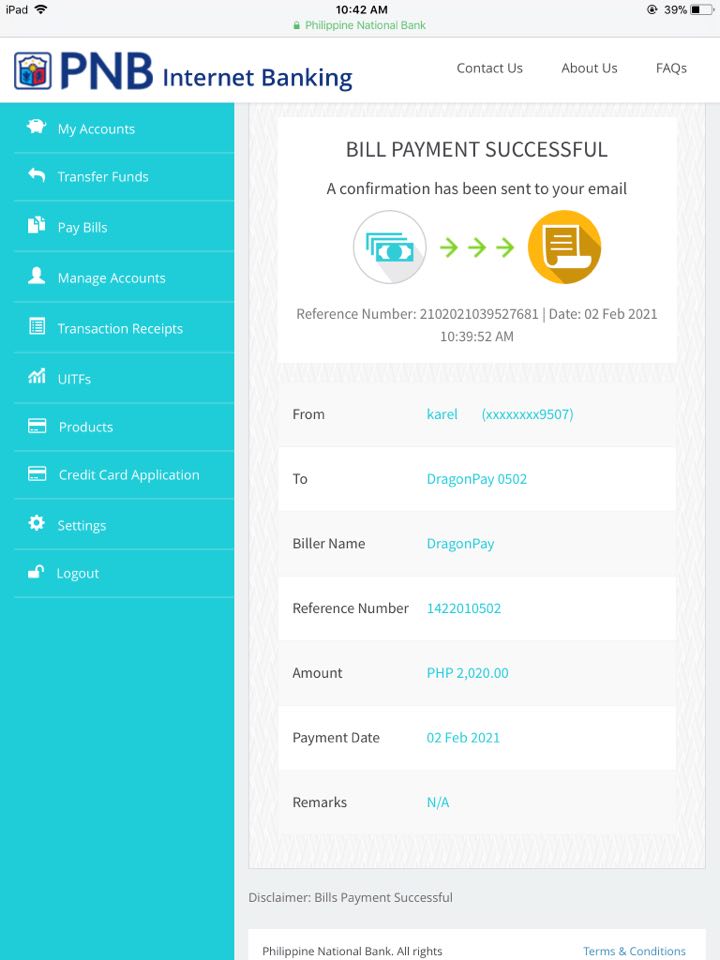 iPad 10:42 AM 39%
Philippine National Bank
PNB Internet Banking
Contact Us About Us FAQs
My Accounts
Transfer Funds
Pay Bills
Manage Accounts
Transaction Receipts
UITFs
Products
Credit Card Application
Settings
Logout
BILL PAYMENT SUCCESSFUL
A confirmation has been sent to your email
Reference Number: 2102021039527681 | Date: 02 Feb 2021
10:39:52 AM
From karel (xxxxxxxx9507)
To DragonPay 0502
Biller Name DragonPay
Reference Number 1422010502
Amount PHP 2,020.00
Payment Date 02 Feb 2021
Remarks N/A
Disclaimer: Bills Payment Successful
Philippine National Bank. All rights Terms & Conditions